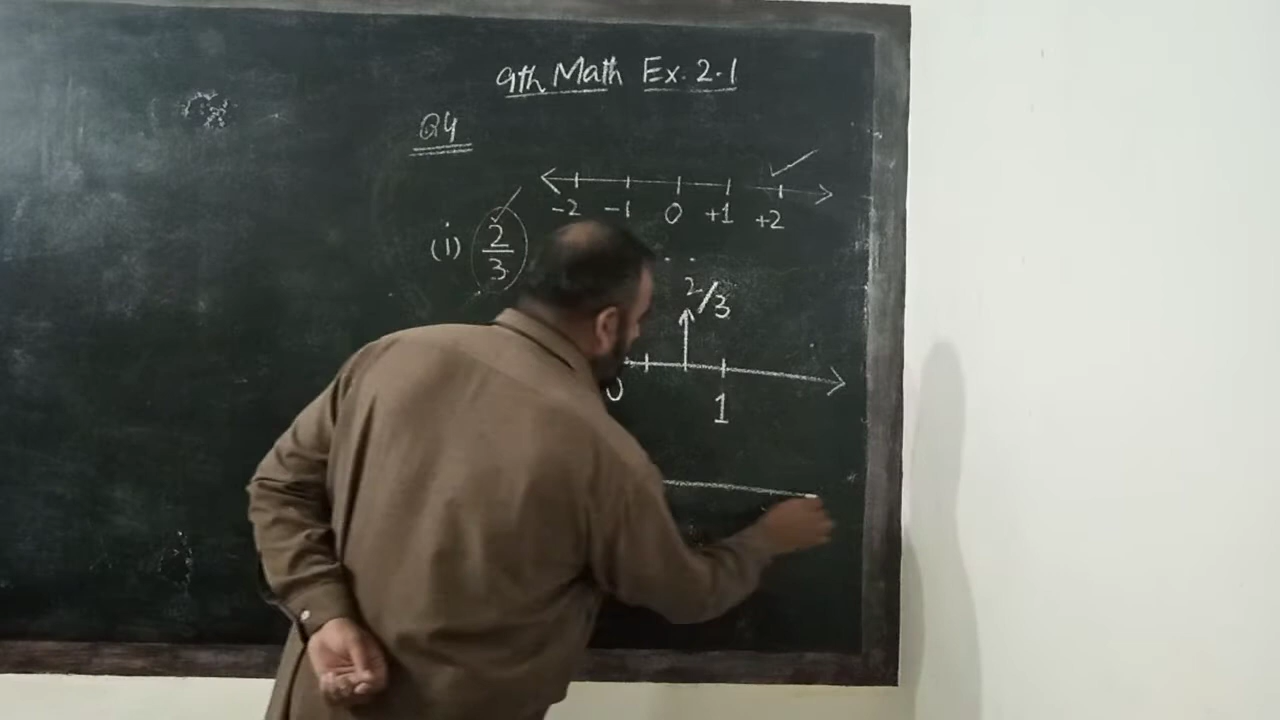 9th Math Ex. 2.1
Q4
-2 -1 0 +1 +2
(i) 2/3
2/3
0 1